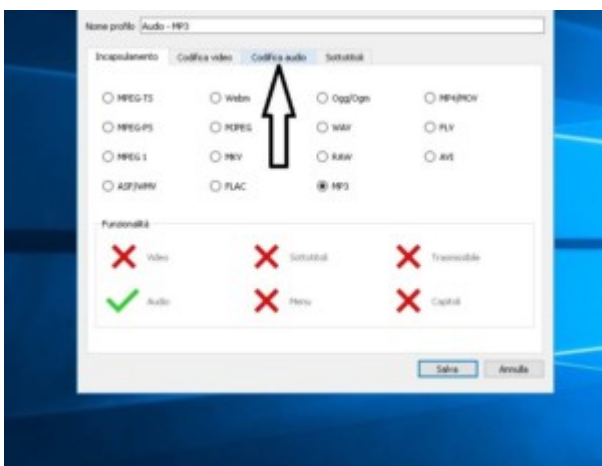 Nome profilo Audio - MP3
Incapsulamento Codifica video Codifica audio Sottotitoli
MPEG-TS Webm Ogg/Ogm MP4/MOV
MPEG-PS MJPEG WAV FLV
MPEG 1 MKV RAW AVI
ASF/WMV FLAC MP3
Funzionalità
Video Sottotitoli Trasmissibile
Audio Menu Capitoli
Salva Annulla